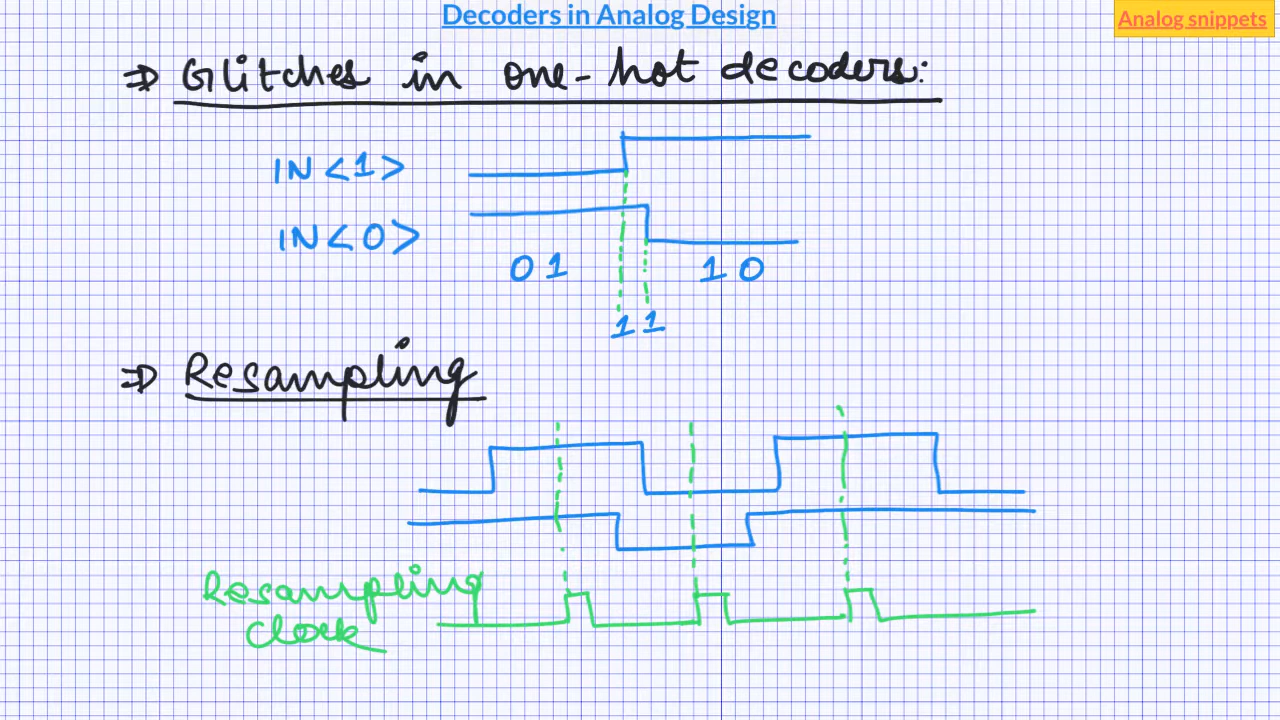 Decoders in Analog Design
Analog snippets
⇒ Glitches in one-hot decoders:
IN<1>
IN<0>
01 10
11
⇒ Resampling
Resampling
clock